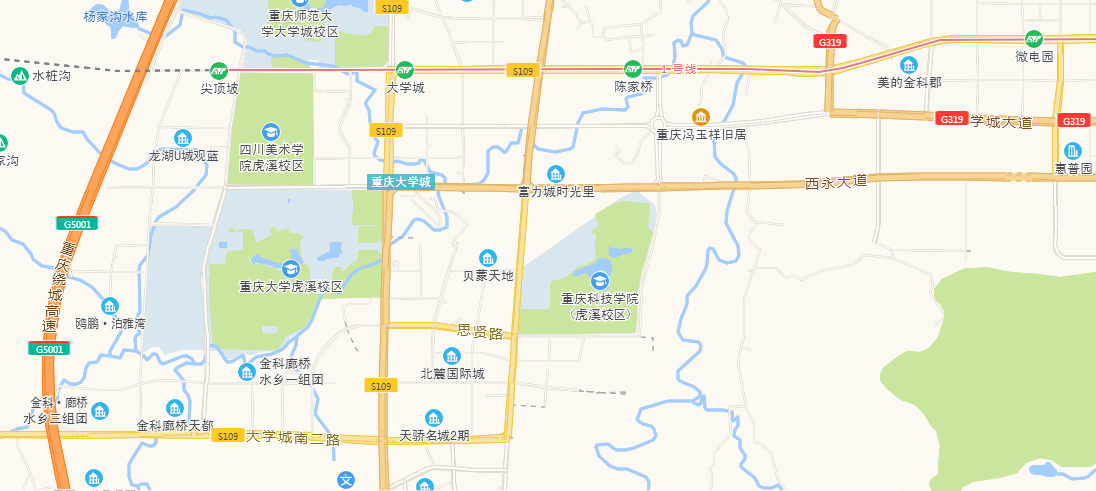 杨家沟水库
重庆师范大
学大学城校区
S109
G319
微电园
水桩沟
尖顶坡
大学城
S109
陈家桥
1号线
美的金科郡
龙湖U城观蓝
四川美术学
院虎溪校区
S109
重庆冯玉祥旧居
G319
学城大道
G319
家沟
重庆大学城
富力城时光里
西永大道
惠普园
G5001
重庆绕城高速
重庆大学虎溪校区
贝蒙天地
重庆科技学院
（虎溪校区）
鸥鹏·泊雅湾
G5001
思贤路
金科廊桥
水乡一组团
北麓国际城
S109
金科·廊桥
水乡三组团
金科廊桥天都
S109
大学城南二路
天骄名城2期
文